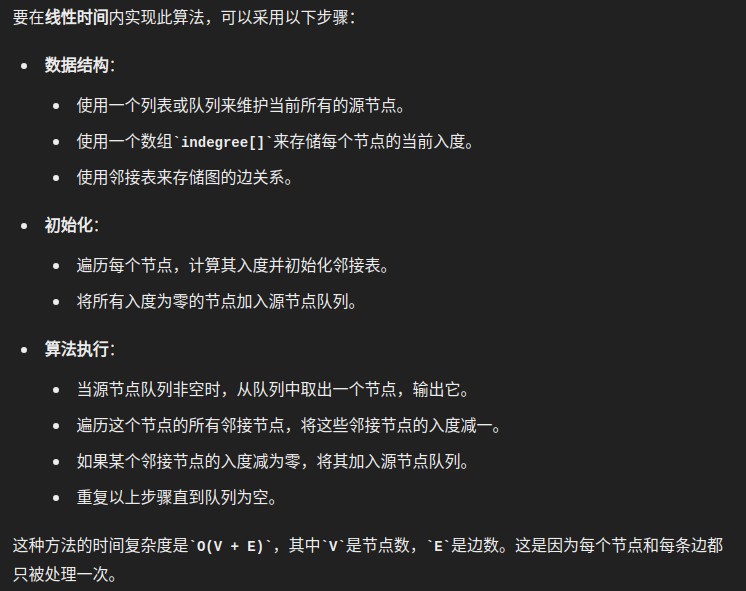 要在线性时间内实现此算法，可以采用以下步骤：
数据结构：
使用一个列表或队列来维护当前所有的源节点。
使用一个数组`indegree[]`来存储每个节点的当前入度。
使用邻接表来存储图的边关系。
初始化：
遍历每个节点，计算其入度并初始化邻接表。
将所有入度为零的节点加入源节点队列。
算法执行：
当源节点队列非空时，从队列中取出一个节点，输出它。
遍历这个节点的所有邻接节点，将这些邻接节点的入度减一。
如果某个邻接节点的入度减为零，将其加入源节点队列。
重复以上步骤直到队列为空。
这种方法的时间复杂度是`O(V + E)`，其中`V`是节点数，`E`是边数。这是因为每个节点和每条边都
只被处理一次。